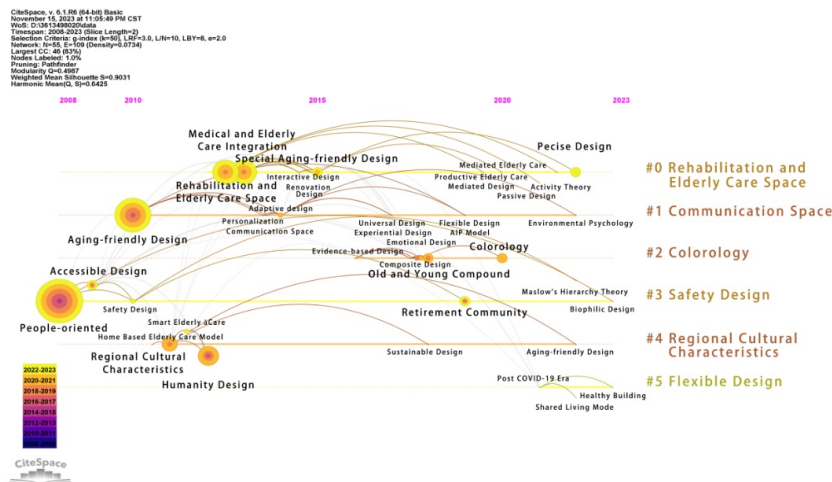 CiteSpace, v. 6.1.R6 (64-bit) Basic
November 15, 2023 at 11:05:49 PM CST
WoS: D:\3613498020\data
Timespan: 2008-2023 (Slice Length=2)
Selection Criteria: g-index (k=50), LRF=3.0, L/N=10, LBY=8, e=2.0
Network: N=55, E=109 (Density=0.0734)
Largest CC: 46 (83%)
Nodes Labeled: 1.0%
Pruning: Pathfinder
Modularity Q=0.4987
Weighted Mean Silhouette S=0.9031
Harmonic Mean(Q, S)=0.6425
2008
2010
2015
2020
2023
Medical and Elderly
Care Integration
Special Aging-friendly Design
Pecise Design
Mediated Elderly Care
Interactive Design
Productive Elderly Care
Rehabilitation and
Elderly Care Space
Renovation
Design
Mediated Design
Activity Theory
Passive Design
#0 Rehabilitation and
Elderly Care Space
Adaptive design
Personalization
Communication Space
Universal Design
Flexible Design
Environmental Psychology
#1 Communication Space
Experiential Design
AIP Model
Aging-friendly Design
Emotional Design
Colorology
Evidence-based Design
Composite Design
#2 Colorology
Accessible Design
Old and Young Compound
Maslow's Hierarchy Theory
#3 Safety Design
Safety Design
Retirement Community
Biophilic Design
People-oriented
Smart Elderly áCare
Home Based Elderly Care Model
#4 Regional Cultural
Characteristics
Regional Cultural
Characteristics
Sustainable Design
Aging-friendly Design
Humanity Design
Post COVID-19 Era
#5 Flexible Design
Healthy Building
Shared Living Mode
2022-2023
2020-2021
2018-2019
2016-2017
2014-2015
2012-2013
2010-2011
CiteSpace